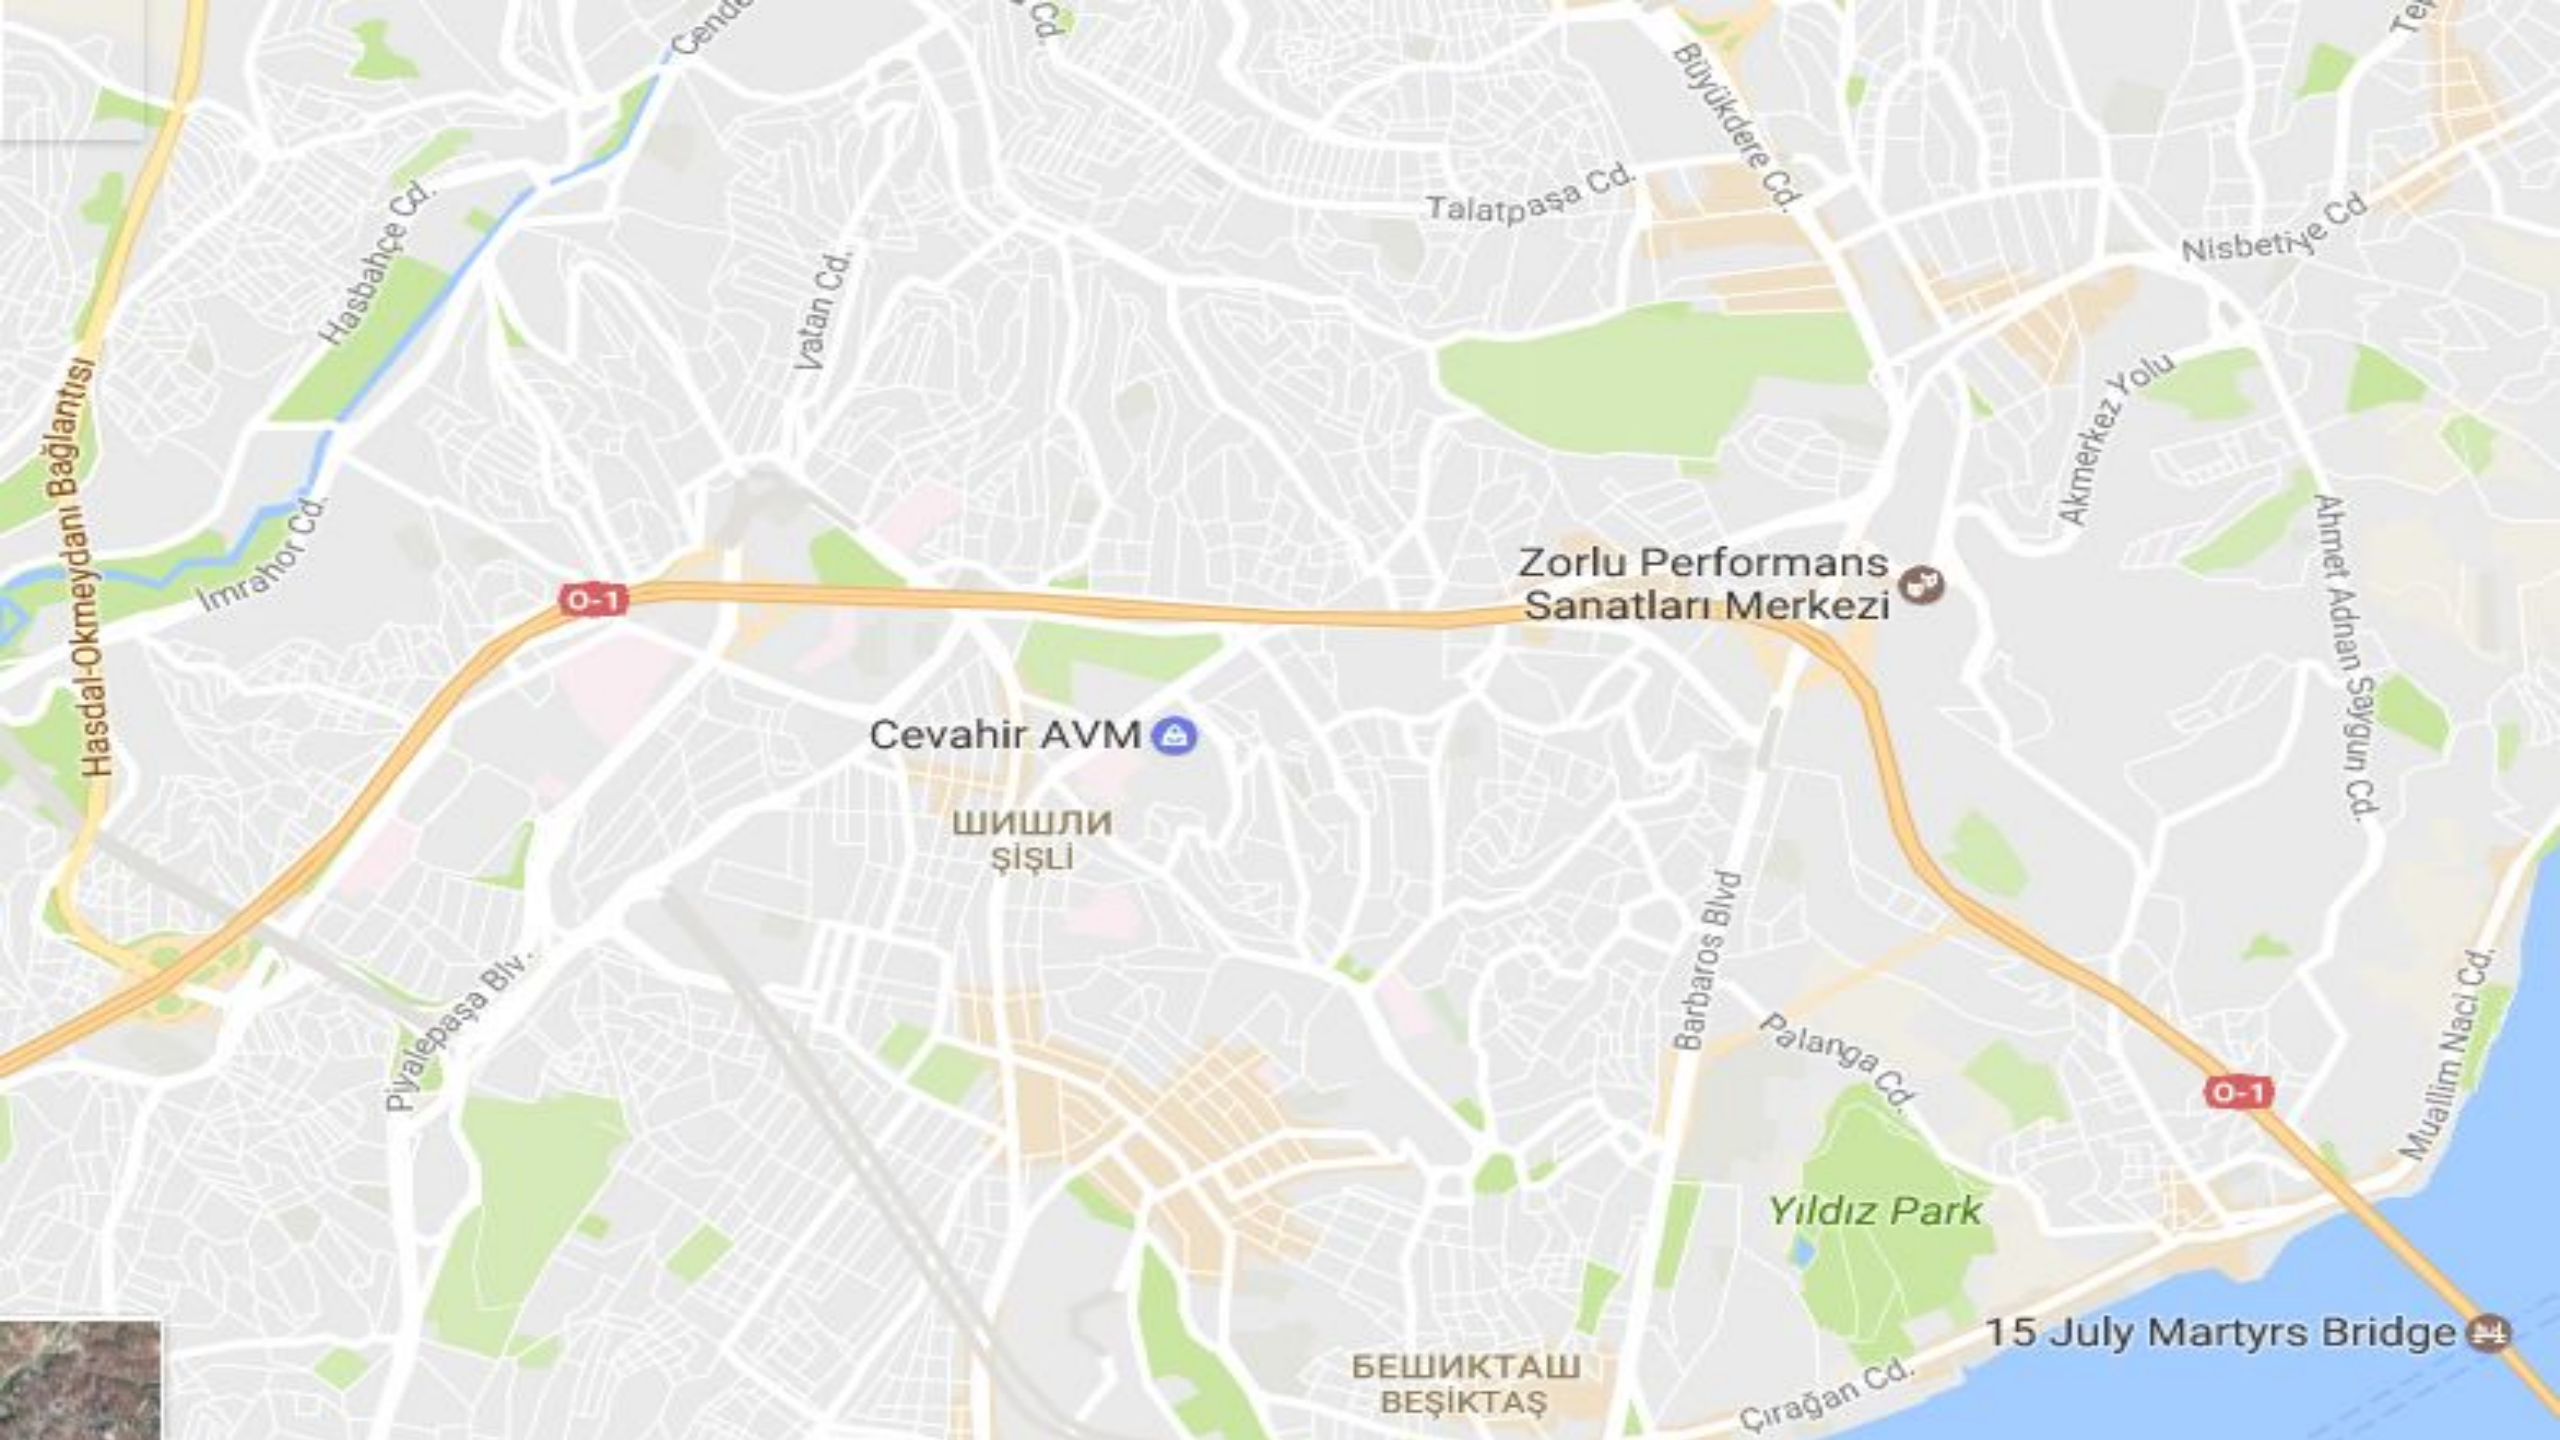 Cende
Cd.
Büyükdere Cd.
Hasbahçe Cd.
Talatpaşa Cd.
Nisbetiye Cd
Vatan Cd.
Hasdal-Okmeydanı Bağlantısı
Akmerkez Yolu
İmrahor Cd.
O-1
Zorlu Performans
Sanatları Merkezi
Ahmet Adnan Saygun Cd.
Cevahir AVM
ШИШЛИ
ŞİŞLİ
Barbaros Blvd
Piyalepaşa Blv.
Palanga Cd.
Muallim Naci Cd.
O-1
Yıldız Park
15 July Martyrs Bridge
БЕШИКТАШ
BEŞİKTAŞ
Çırağan Cd.